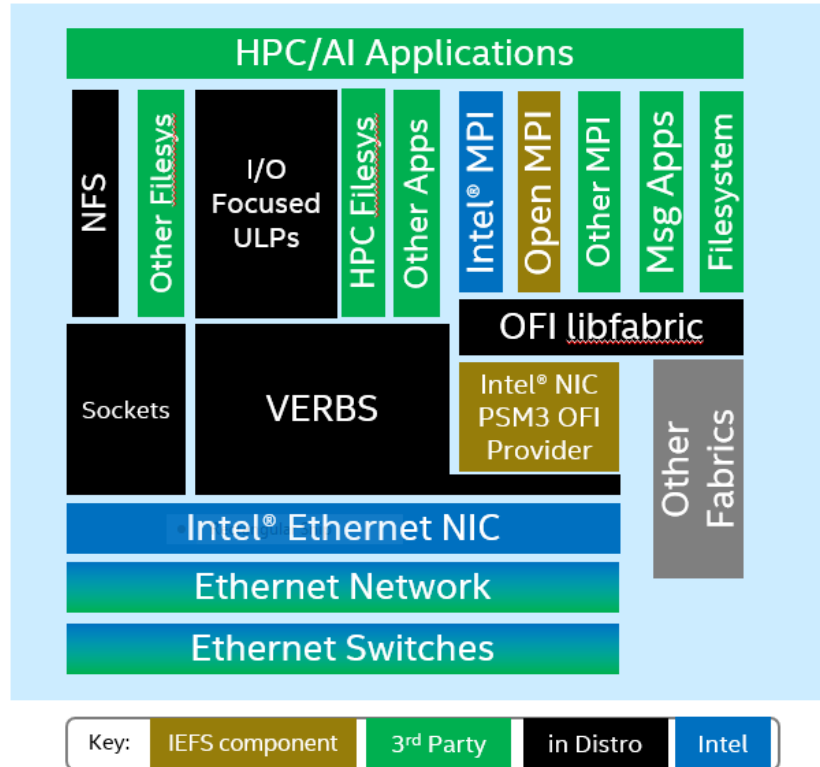 HPC/AI Applications
NFS
Other Filesys
I/O
Focused
ULPs
HPC Filesys
Other Apps
Intel® MPI
Open MPI
Other MPI
Msg Apps
Filesystem
OFI libfabric
Sockets
VERBS
Intel® NIC
PSM3 OFI
Provider
Other
Fabrics
Intel® Ethernet NIC
Ethernet Network
Ethernet Switches
Key:
IEFS component
3rd Party
in Distro
Intel